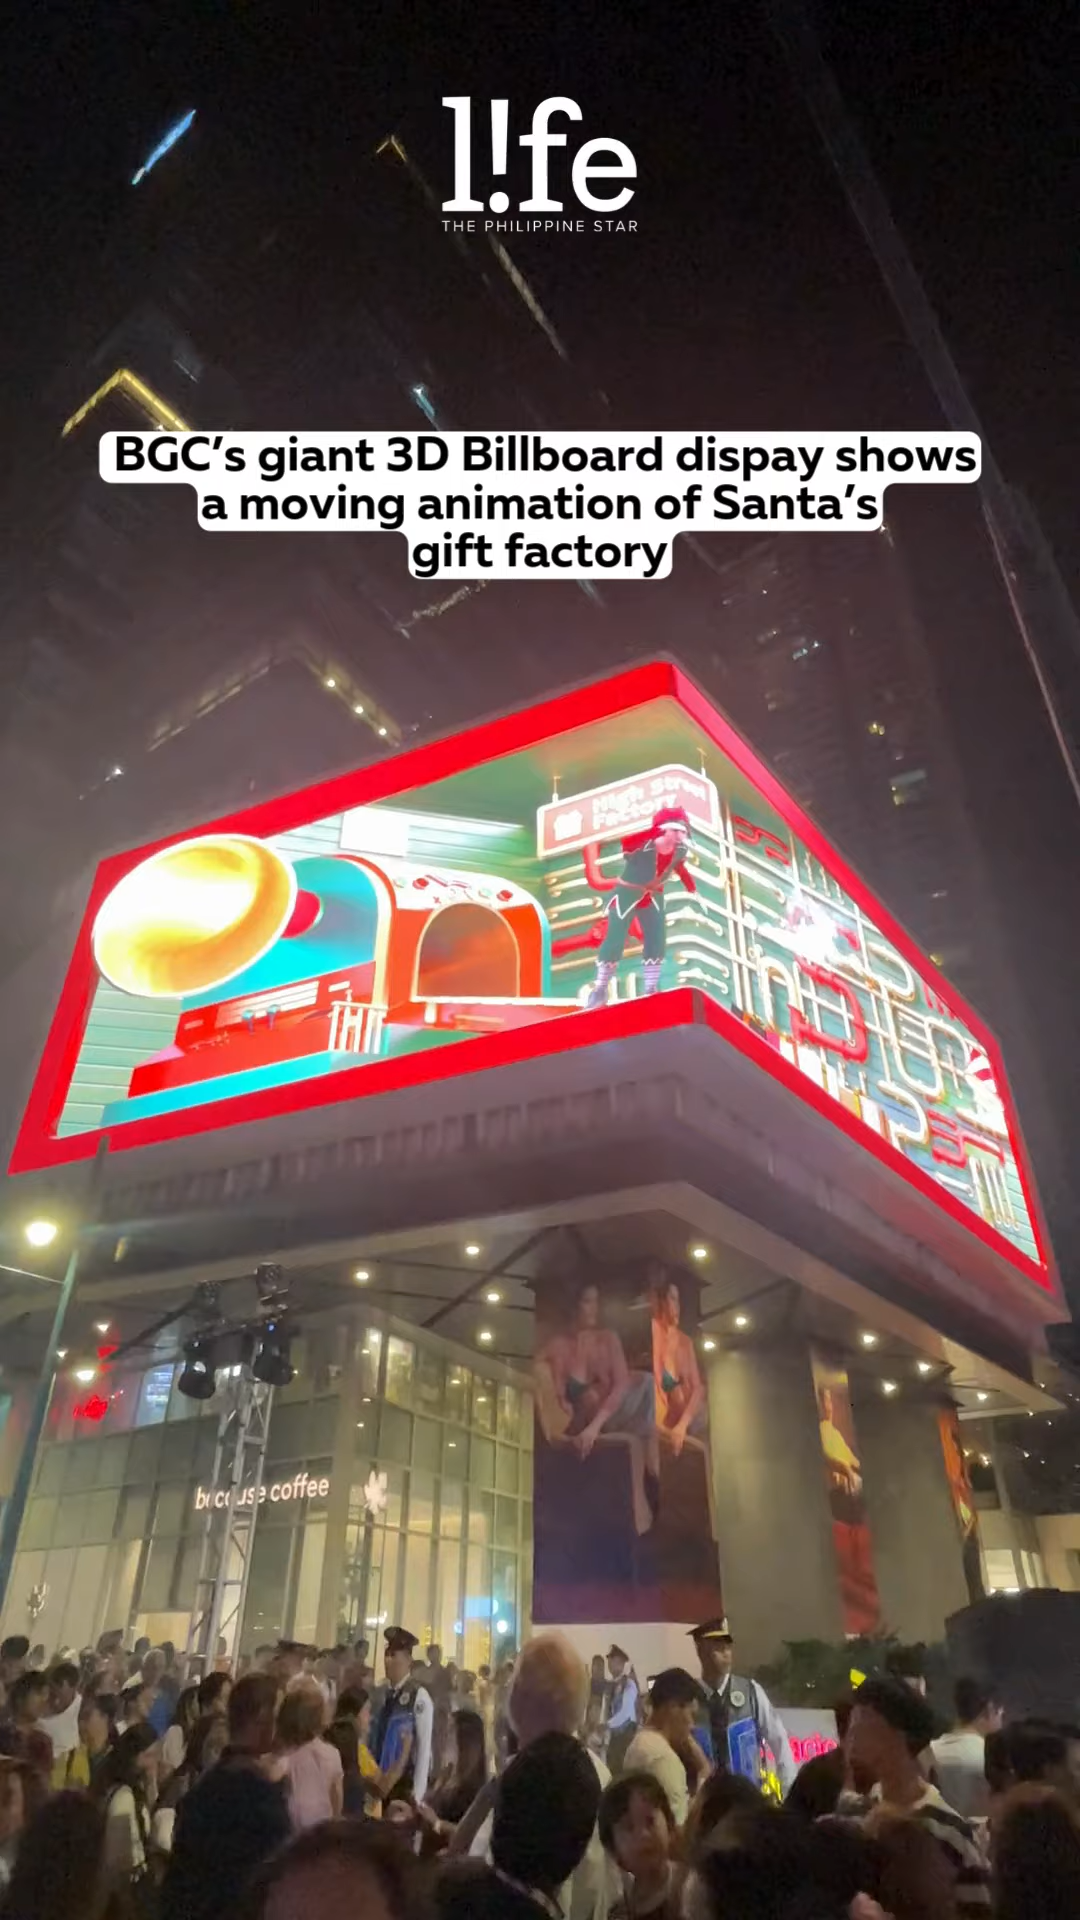 l!fe
THE PHILIPPINE STAR
BGC's giant 3D Billboard dispay shows
a moving animation of Santa's
gift factory
High Street
Factory
because coffee